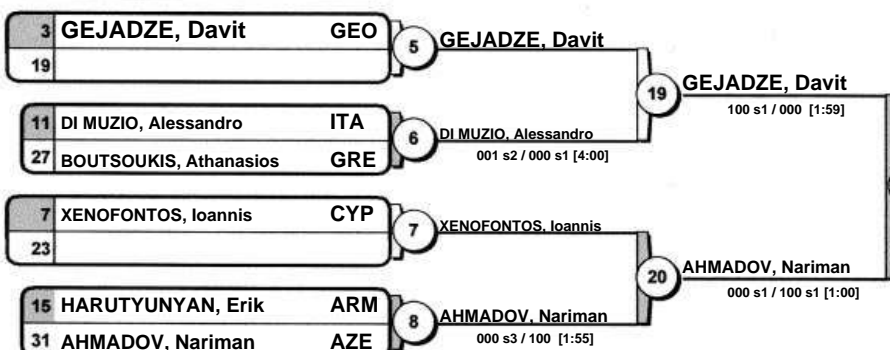 3 GEJADZE, Davit GEO
19
5 GEJADZE, Davit
11 DI MUZIO, Alessandro ITA
27 BOUTSOUKIS, Athanasios GRE
6 DI MUZIO, Alessandro
001 s2 / 000 s1 [4:00]
19 GEJADZE, Davit
100 s1 / 000 [1:59]
7 XENOFONTOS, Ioannis CYP
23
7 XENOFONTOS, Ioannis
15 HARUTYUNYAN, Erik ARM
31 AHMADOV, Nariman AZE
8 AHMADOV, Nariman
000 s3 / 100 [1:55]
20 AHMADOV, Nariman
000 s1 / 100 s1 [1:00]